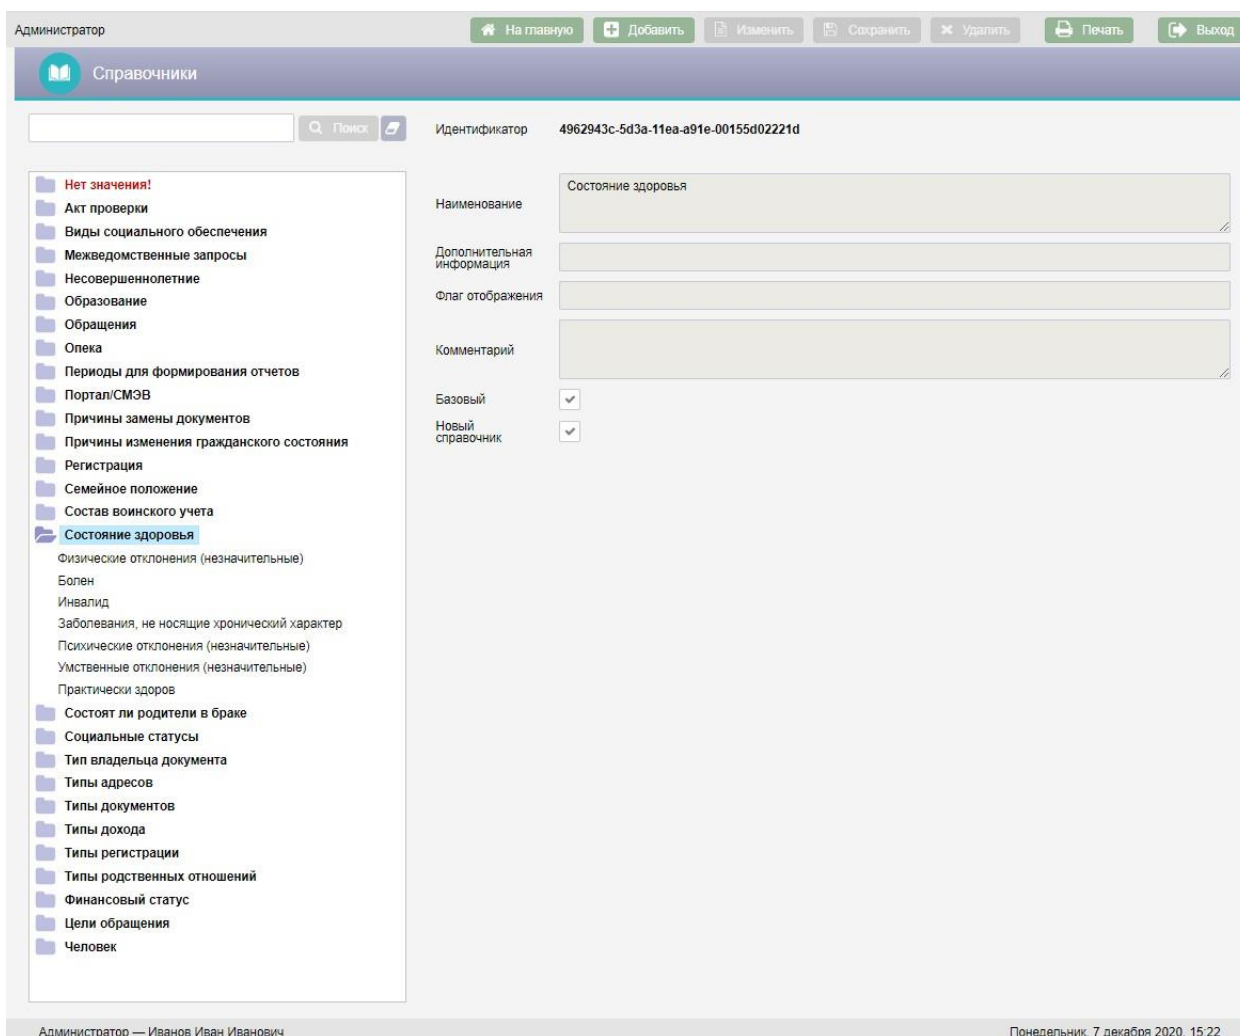 Администратор
На главную
Добавить
Изменить
Сохранить
Удалить
Печать
Выход
Справочники
Поиск
Идентификатор 4962943c-5d3a-11ea-a91e-00155d02221d
Нет значения!
Акт проверки
Виды социального обеспечения
Межведомственные запросы
Несовершеннолетние
Образование
Обращения
Опека
Периоды для формирования отчетов
Портал/СМЭВ
Причины замены документов
Причины изменения гражданского состояния
Регистрация
Семейное положение
Состав воинского учета
Состояние здоровья
Физические отклонения (незначительные)
Болен
Инвалид
Заболевания, не носящие хронический характер
Психические отклонения (незначительные)
Умственные отклонения (незначительные)
Практически здоров
Состоят ли родители в браке
Социальные статусы
Тип владельца документа
Типы адресов
Типы документов
Типы дохода
Типы регистрации
Типы родственных отношений
Финансовый статус
Цели обращения
Человек
Наименование
Состояние здоровья
Дополнительная
информация
Флаг отображения
Комментарий
Базовый
Новый
справочник
Администратор — Иванов Иван Иванович
Понедельник, 7 декабря 2020, 15:22